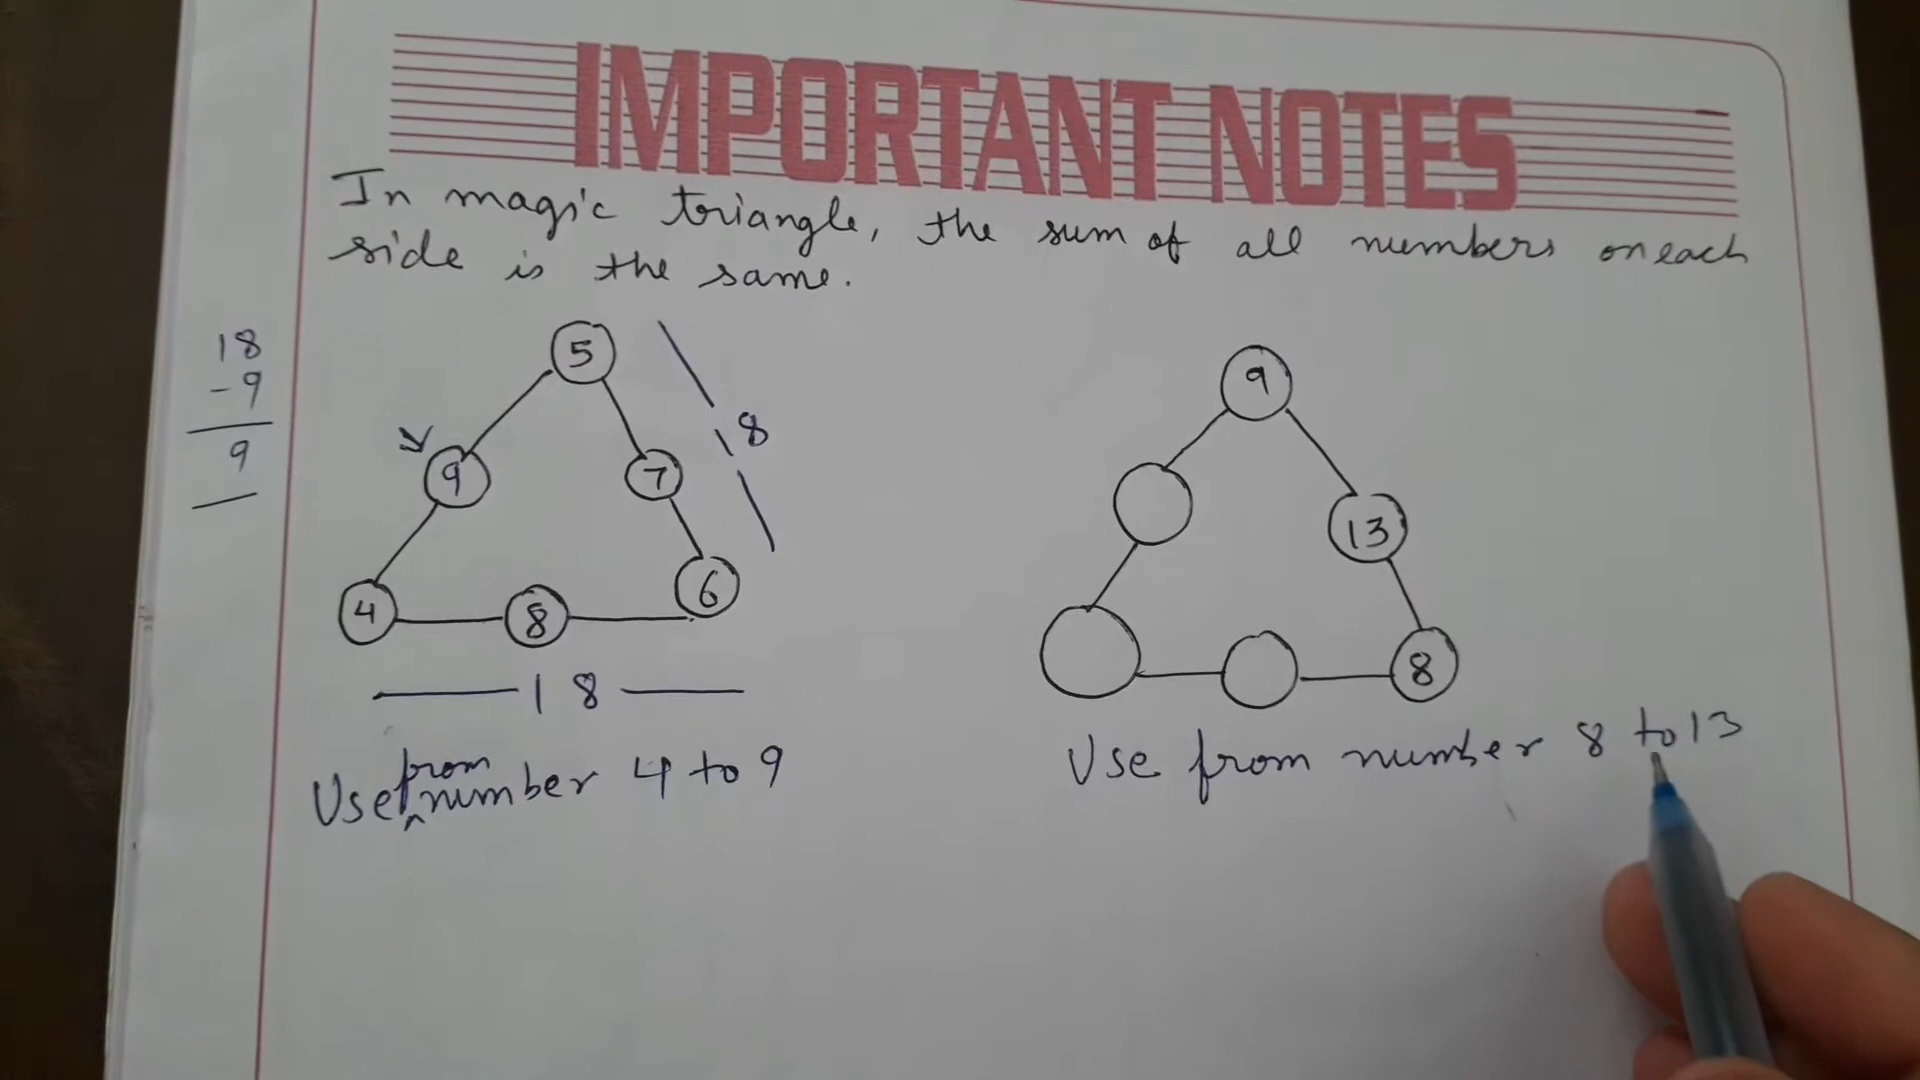 IMPORTANT NOTES
In magic triangle, the sum of all numbers on each
side is the same.
18
-9
9
5
9
7
4
8
6
18
18
Use from number 4 to 9
9
13
8
Use from number 8 to 13